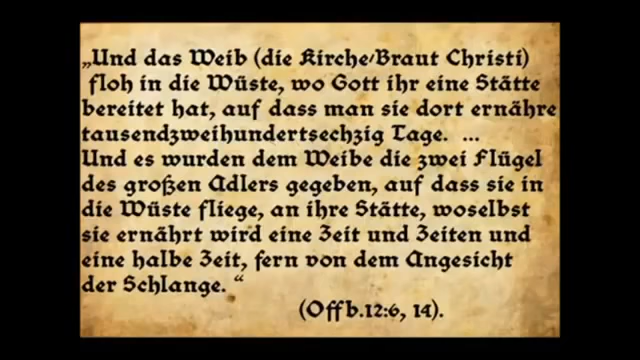 „Und das Weib (die Kirche/Braut Christi)
floh in die Wüste, wo Gott ihr eine Stätte
bereitet hat, auf dass man sie dort ernähre
tausendzweihundertsechzig Tage. ...
Und es wurden dem Weibe die zwei Flügel
des großen Adlers gegeben, auf dass sie in
die Wüste fliege, an ihre Stätte, woselbst
sie ernährt wird eine Zeit und Zeiten und
eine halbe Zeit, fern von dem Angesicht
der Schlange. “
(Offb.12:6, 14).